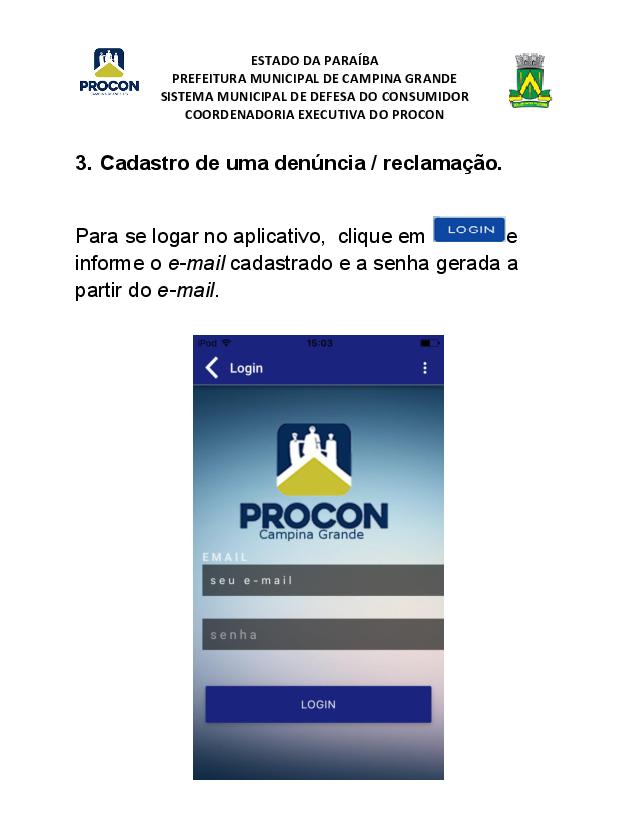 PROCON
CAMPINA GRANDE
ESTADO DA PARAÍBA
PREFEITURA MUNICIPAL DE CAMPINA GRANDE
SISTEMA MUNICIPAL DE DEFESA DO CONSUMIDOR
COORDENADORIA EXECUTIVA DO PROCON
3. Cadastro de uma denúncia / reclamação.
Para se logar no aplicativo, clique em LOGIN e
informe o e-mail cadastrado e a senha gerada a
partir do e-mail.
iPod 15:03
Login
PROCON
Campina Grande
EMAIL
seu e-mail
senha
LOGIN